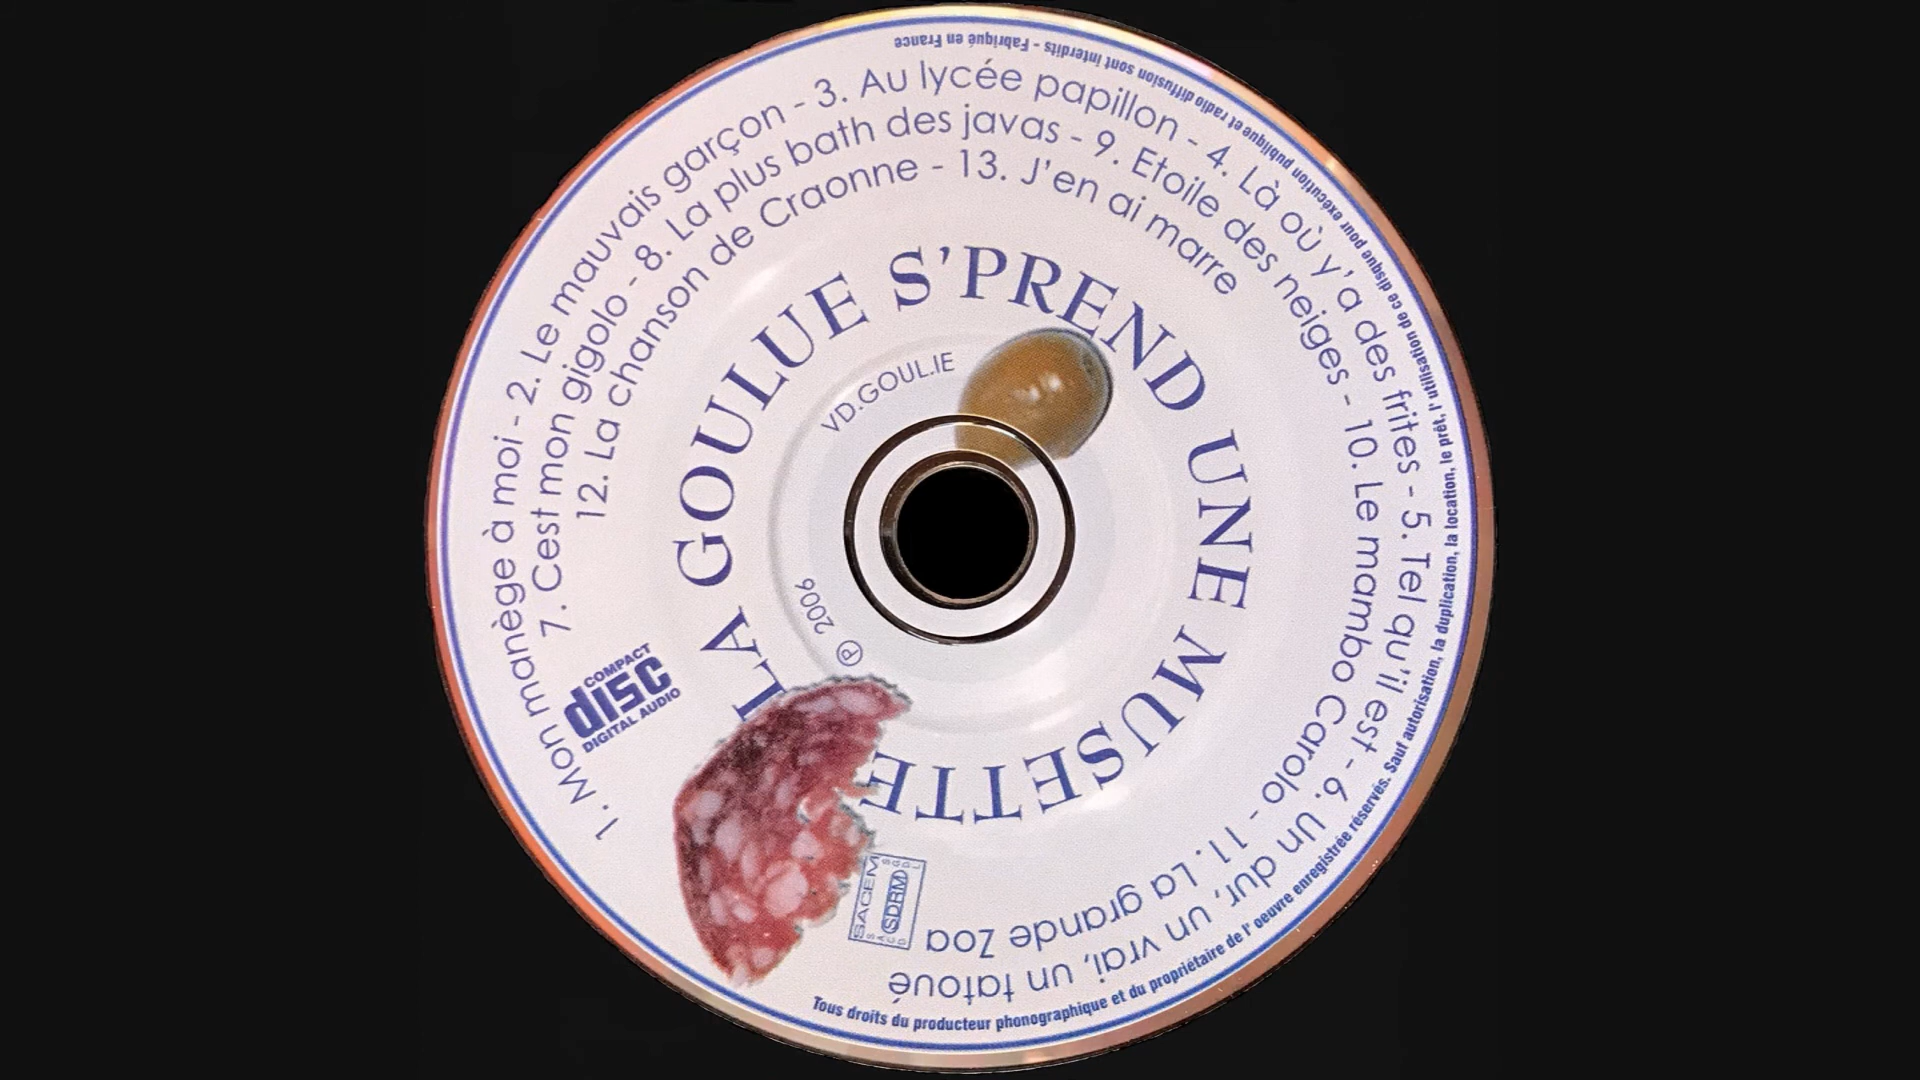 1. Mon manège à moi - 2. Le mauvais garçon - 3. Au lycée papillon - 4. Là où y'a des frites - 5. Tel qu'il est - 6. Un dur, un vrai, un tatoué
7. C'est mon gigolo - 8. La plus bath des javas - 9. Etoile des neiges - 10. Le mambo Carolo - 11. La grande Zoa
12. La chanson de Craonne - 13. J'en ai marre
LA GOULUE S'PREND UNE MUSETTE
VD.GOUL.IE
℗ 2006
COMPACT
disc
DIGITAL AUDIO
SACEM
SDRM
SACD
SGDL
Tous droits du producteur phonographique et du propriétaire de l'oeuvre enregistrée réservés. Sauf autorisation, la duplication, la location, le prêt, l'utilisation de ce disque pour exécution publique et radio diffusion sont interdits - Fabriqué en France